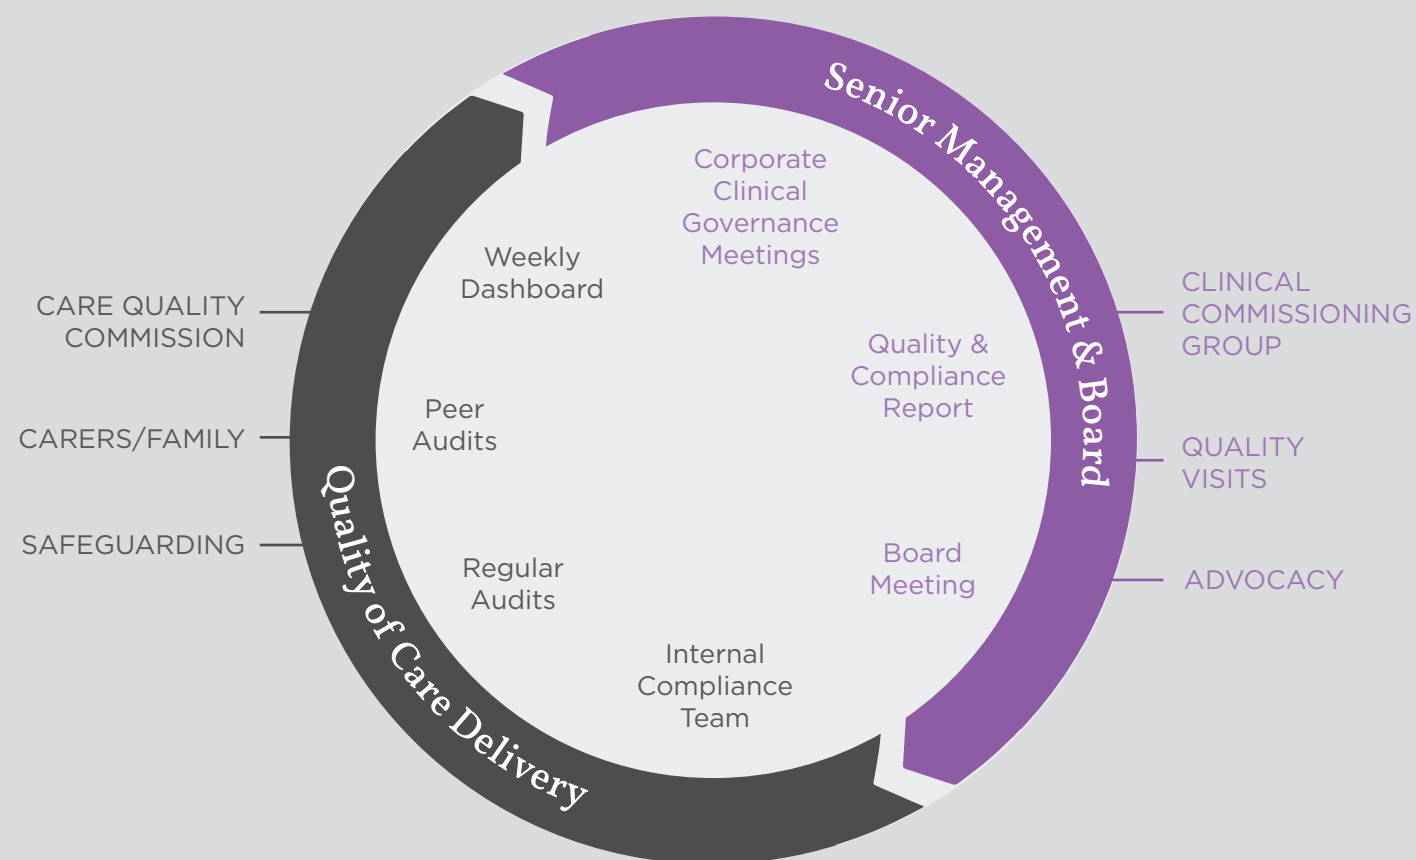 Senior Management & Board
Corporate
Clinical
Governance
Meetings
Weekly
Dashboard
CARE QUALITY
COMMISSION
CLINICAL
COMMISSIONING
GROUP
Quality &
Compliance
Report
Peer
Audits
CARERS/FAMILY
QUALITY
VISITS
SAFEGUARDING
Regular
Audits
Board
Meeting
ADVOCACY
Internal
Compliance
Team
Quality of Care Delivery